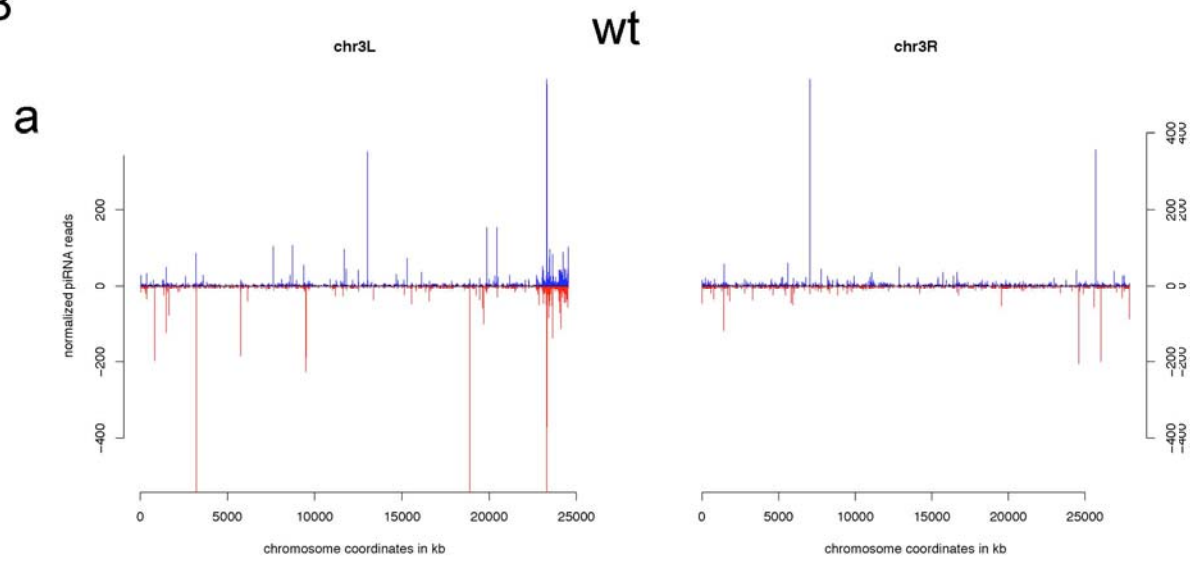 B
wt
chr3L
chr3R
a
normalized piRNA reads
200
0
-200
-400
400
200
0
-200
-400
0 5000 10000 15000 20000 25000
0 5000 10000 15000 20000 25000
chromosome coordinates in kb
chromosome coordinates in kb